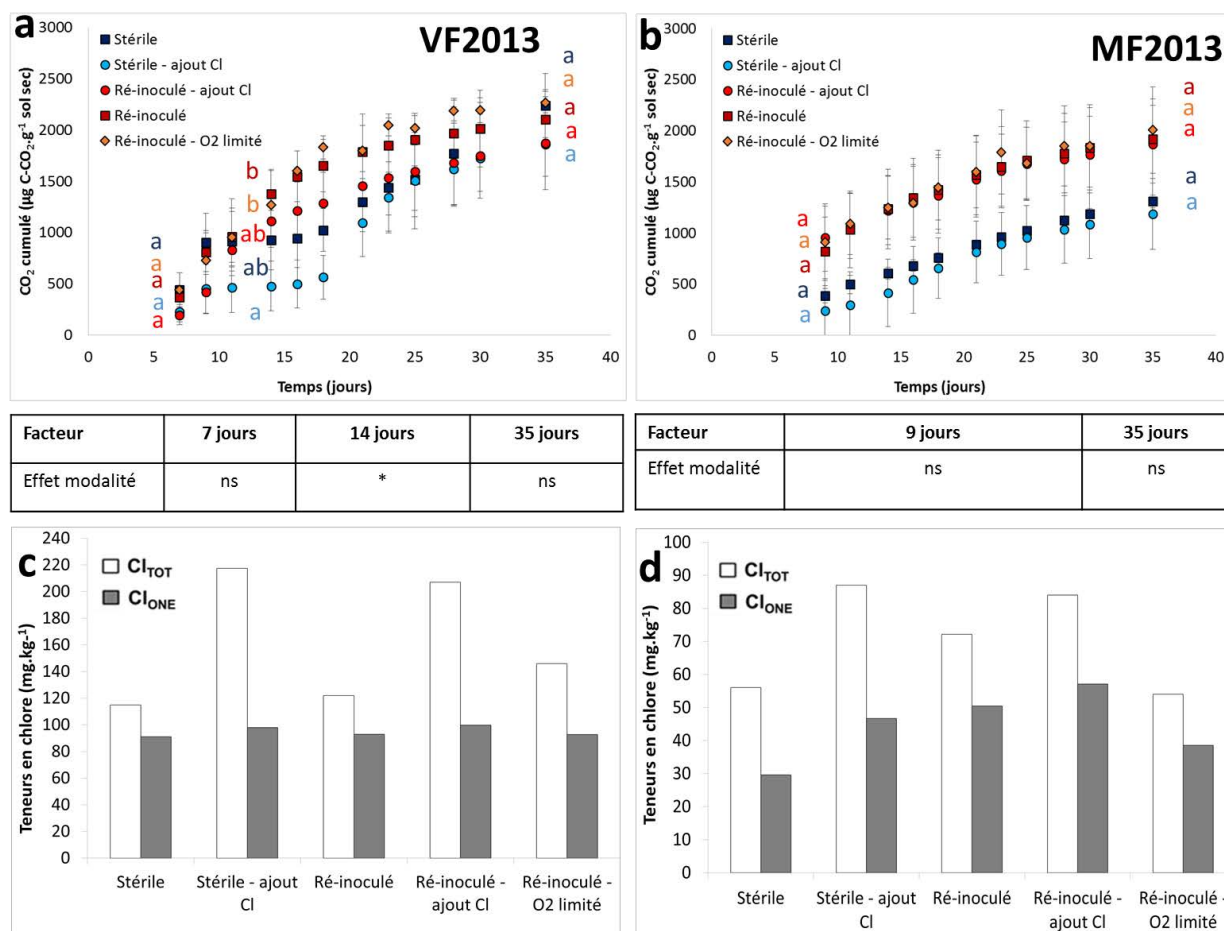 a
VF2013
3000
2500
2000
1500
1000
500
0
CO2 cumulé (µg C-CO2.g-1 sol sec)
Stérile
Stérile - ajout Cl
Ré-inoculé - ajout Cl
Ré-inoculé
Ré-inoculé - O2 limité
a
a
a
a
a
b
b
ab
ab
a
a
a
a
a
a
0 5 10 15 20 25 30 35 40
Temps (jours)
b
MF2013
3000
2500
2000
1500
1000
500
0
CO2 cumulé (µg C-CO2.g-1 sol sec)
Stérile
Stérile - ajout Cl
Ré-inoculé - ajout Cl
Ré-inoculé
Ré-inoculé - O2 limité
a
a
a
a
a
a
a
a
a
a
0 5 10 15 20 25 30 35 40
Temps (jours)
Facteur 7 jours 14 jours 35 jours
Effet modalité ns * ns
Facteur 9 jours 35 jours
Effet modalité ns ns
c
240
220
200
180
160
140
120
100
80
60
40
20
0
Teneurs en chlore (mg.kg-1)
ClTOT
ClONE
Stérile
Stérile - ajout
Cl
Ré-inoculé
Ré-inoculé -
ajout Cl
Ré-inoculé -
O2 limité
d
100
90
80
70
60
50
40
30
20
10
0
Teneurs en chlore (mg.kg-1)
ClTOT
ClONE
Stérile
Stérile - ajout
Cl
Ré-inoculé
Ré-inoculé -
ajout Cl
Ré-inoculé -
O2 limité